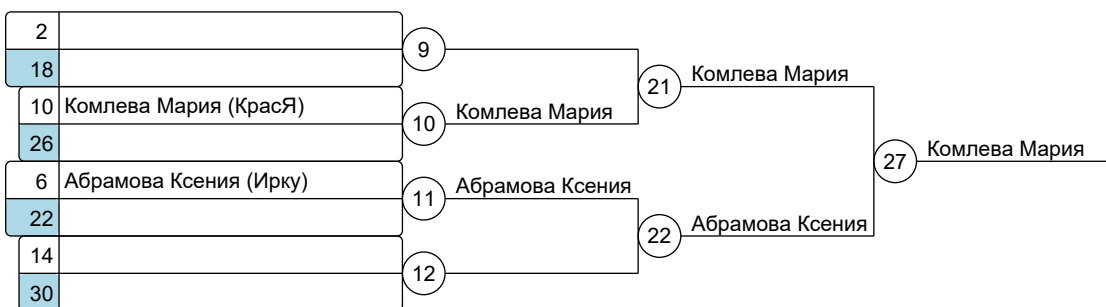 2
9
18
Комлева Мария
21
10 Комлева Мария (КрасЯ)
10 Комлева Мария
26
27 Комлева Мария
6 Абрамова Ксения (Ирку)
11 Абрамова Ксения
22
22 Абрамова Ксения
14
12
30